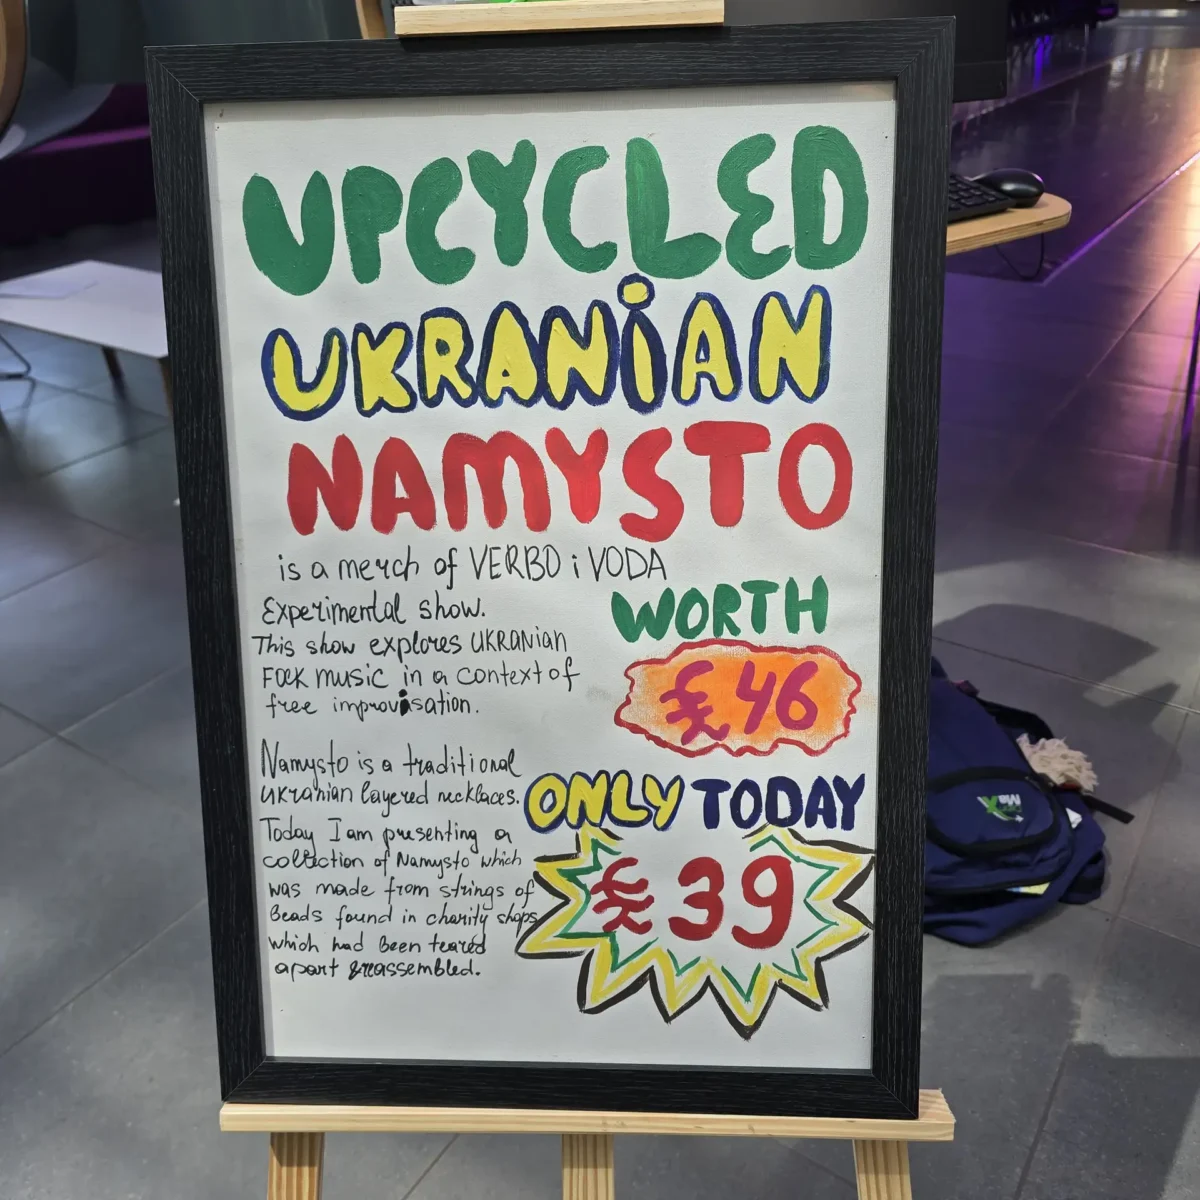 UPCYCLED
UKRANiAN
NAMYSTO
is a merch of VERBO i VODA
Experimental show.
This show explores UKRANian
FOLK music in a context of
free improvisation.
Namysto is a traditional
UKrainian layered necklaces.
Today I am presenting a
collection of Namysto which
was made from strings of
Beads found in charity shops
which had been teared
apart & reassembled.
WORTH
£ 46
ONLY TODAY
£ 39